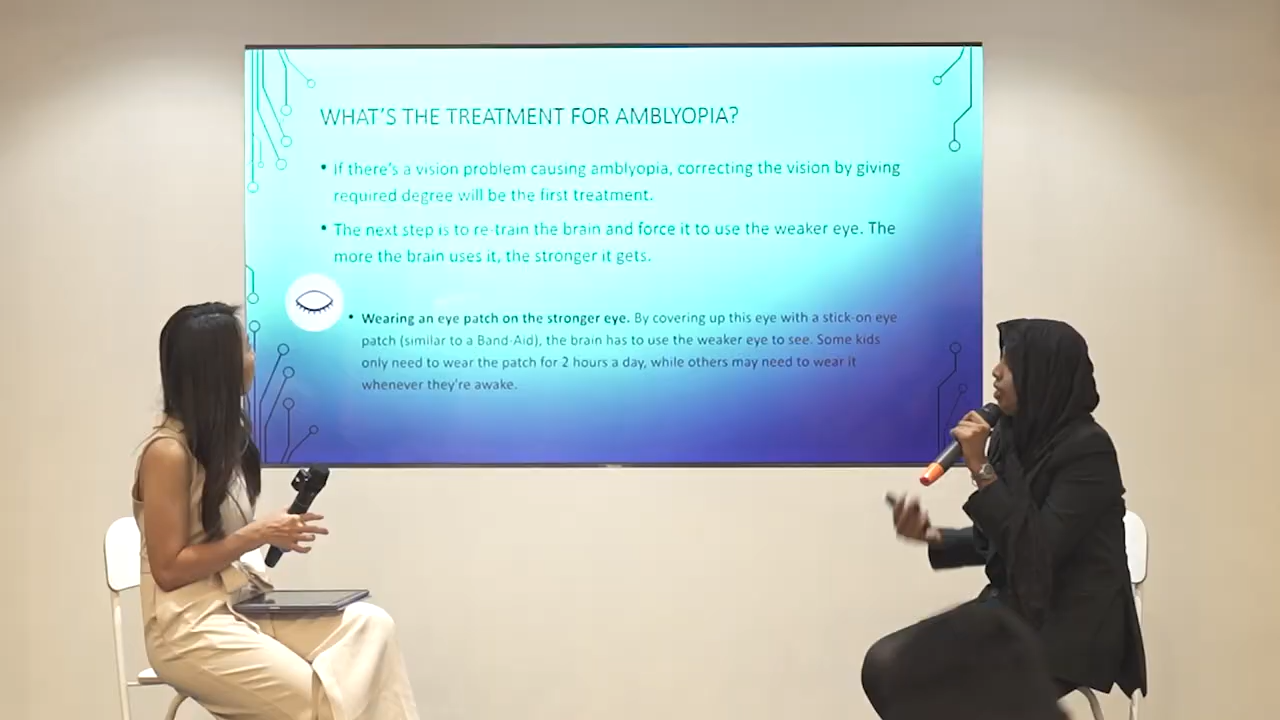 WHAT'S THE TREATMENT FOR AMBLYOPIA?
• If there's a vision problem causing amblyopia, correcting the vision by giving
required degree will be the first treatment.
• The next step is to re-train the brain and force it to use the weaker eye. The
more the brain uses it, the stronger it gets.
• Wearing an eye patch on the stronger eye. By covering up this eye with a stick-on eye
patch (similar to a Band-Aid), the brain has to use the weaker eye to see. Some kids
only need to wear the patch for 2 hours a day, while others may need to wear it
whenever they're awake.